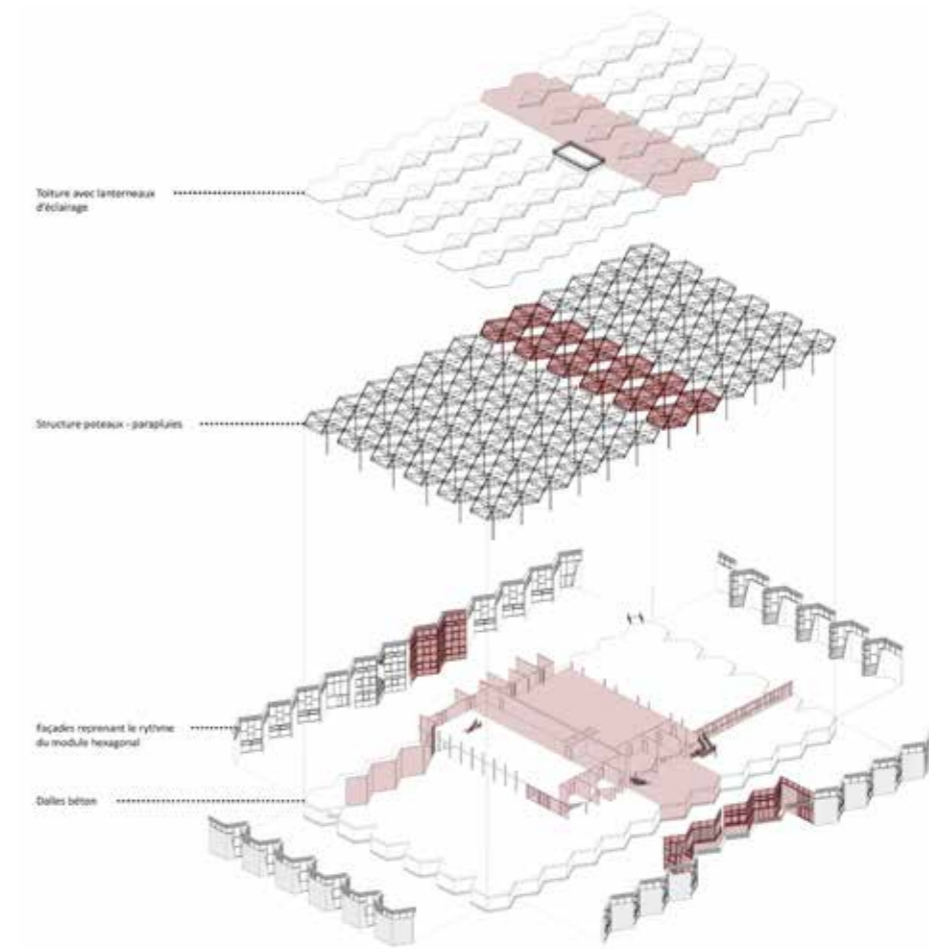 Toiture avec lanterneaux
d'éclairage
Structure poteaux - parapluies
Façades reprenant le rythme
du module hexagonal
Dalles béton